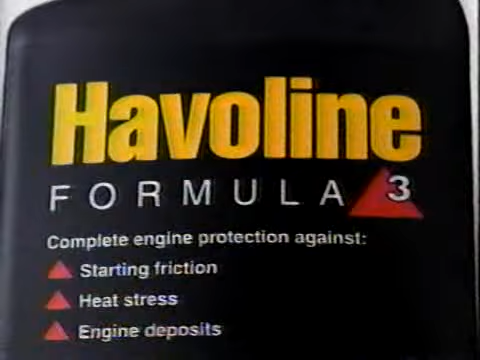 Havoline
FORMULA 3
Complete engine protection against:
Starting friction
Heat stress
Engine deposits